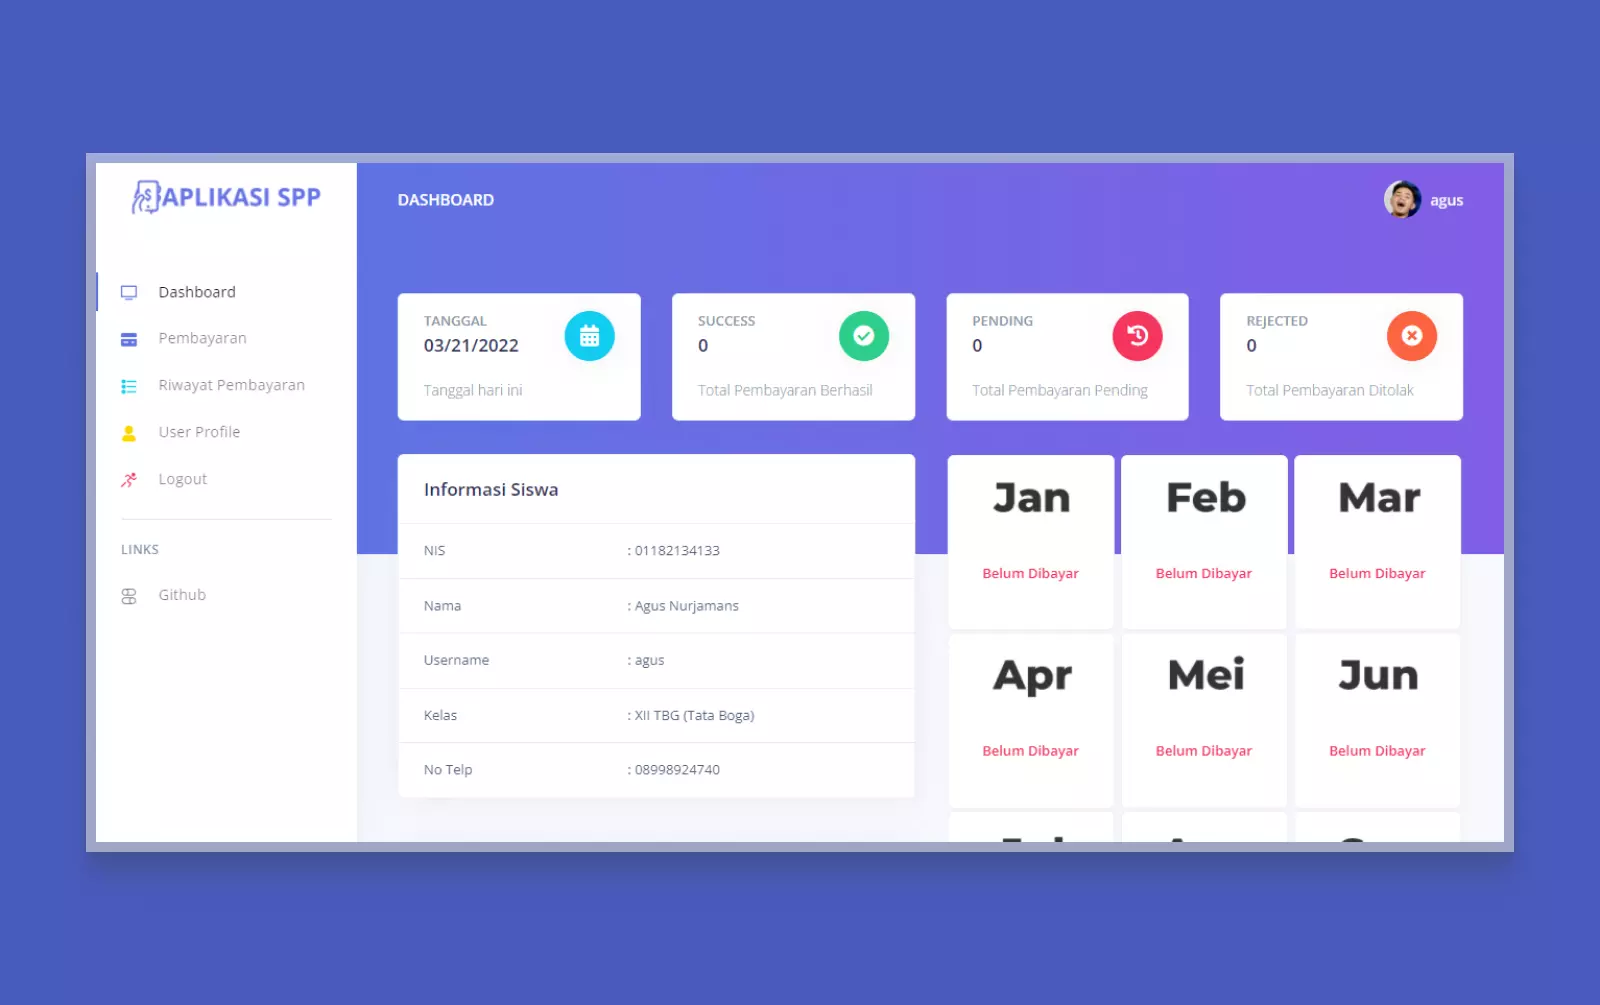 APLIKASI SPP
DASHBOARD
agus
Dashboard
Pembayaran
Riwayat Pembayaran
User Profile
Logout
LINKS
Github
TANGGAL
03/21/2022
Tanggal hari ini
SUCCESS
0
Total Pembayaran Berhasil
PENDING
0
Total Pembayaran Pending
REJECTED
0
Total Pembayaran Ditolak
Informasi Siswa
NIS : 01182134133
Nama : Agus Nurjamans
Username : agus
Kelas : XII TBG (Tata Boga)
No Telp : 08998924740
Jan
Belum Dibayar
Feb
Belum Dibayar
Mar
Belum Dibayar
Apr
Belum Dibayar
Mei
Belum Dibayar
Jun
Belum Dibayar